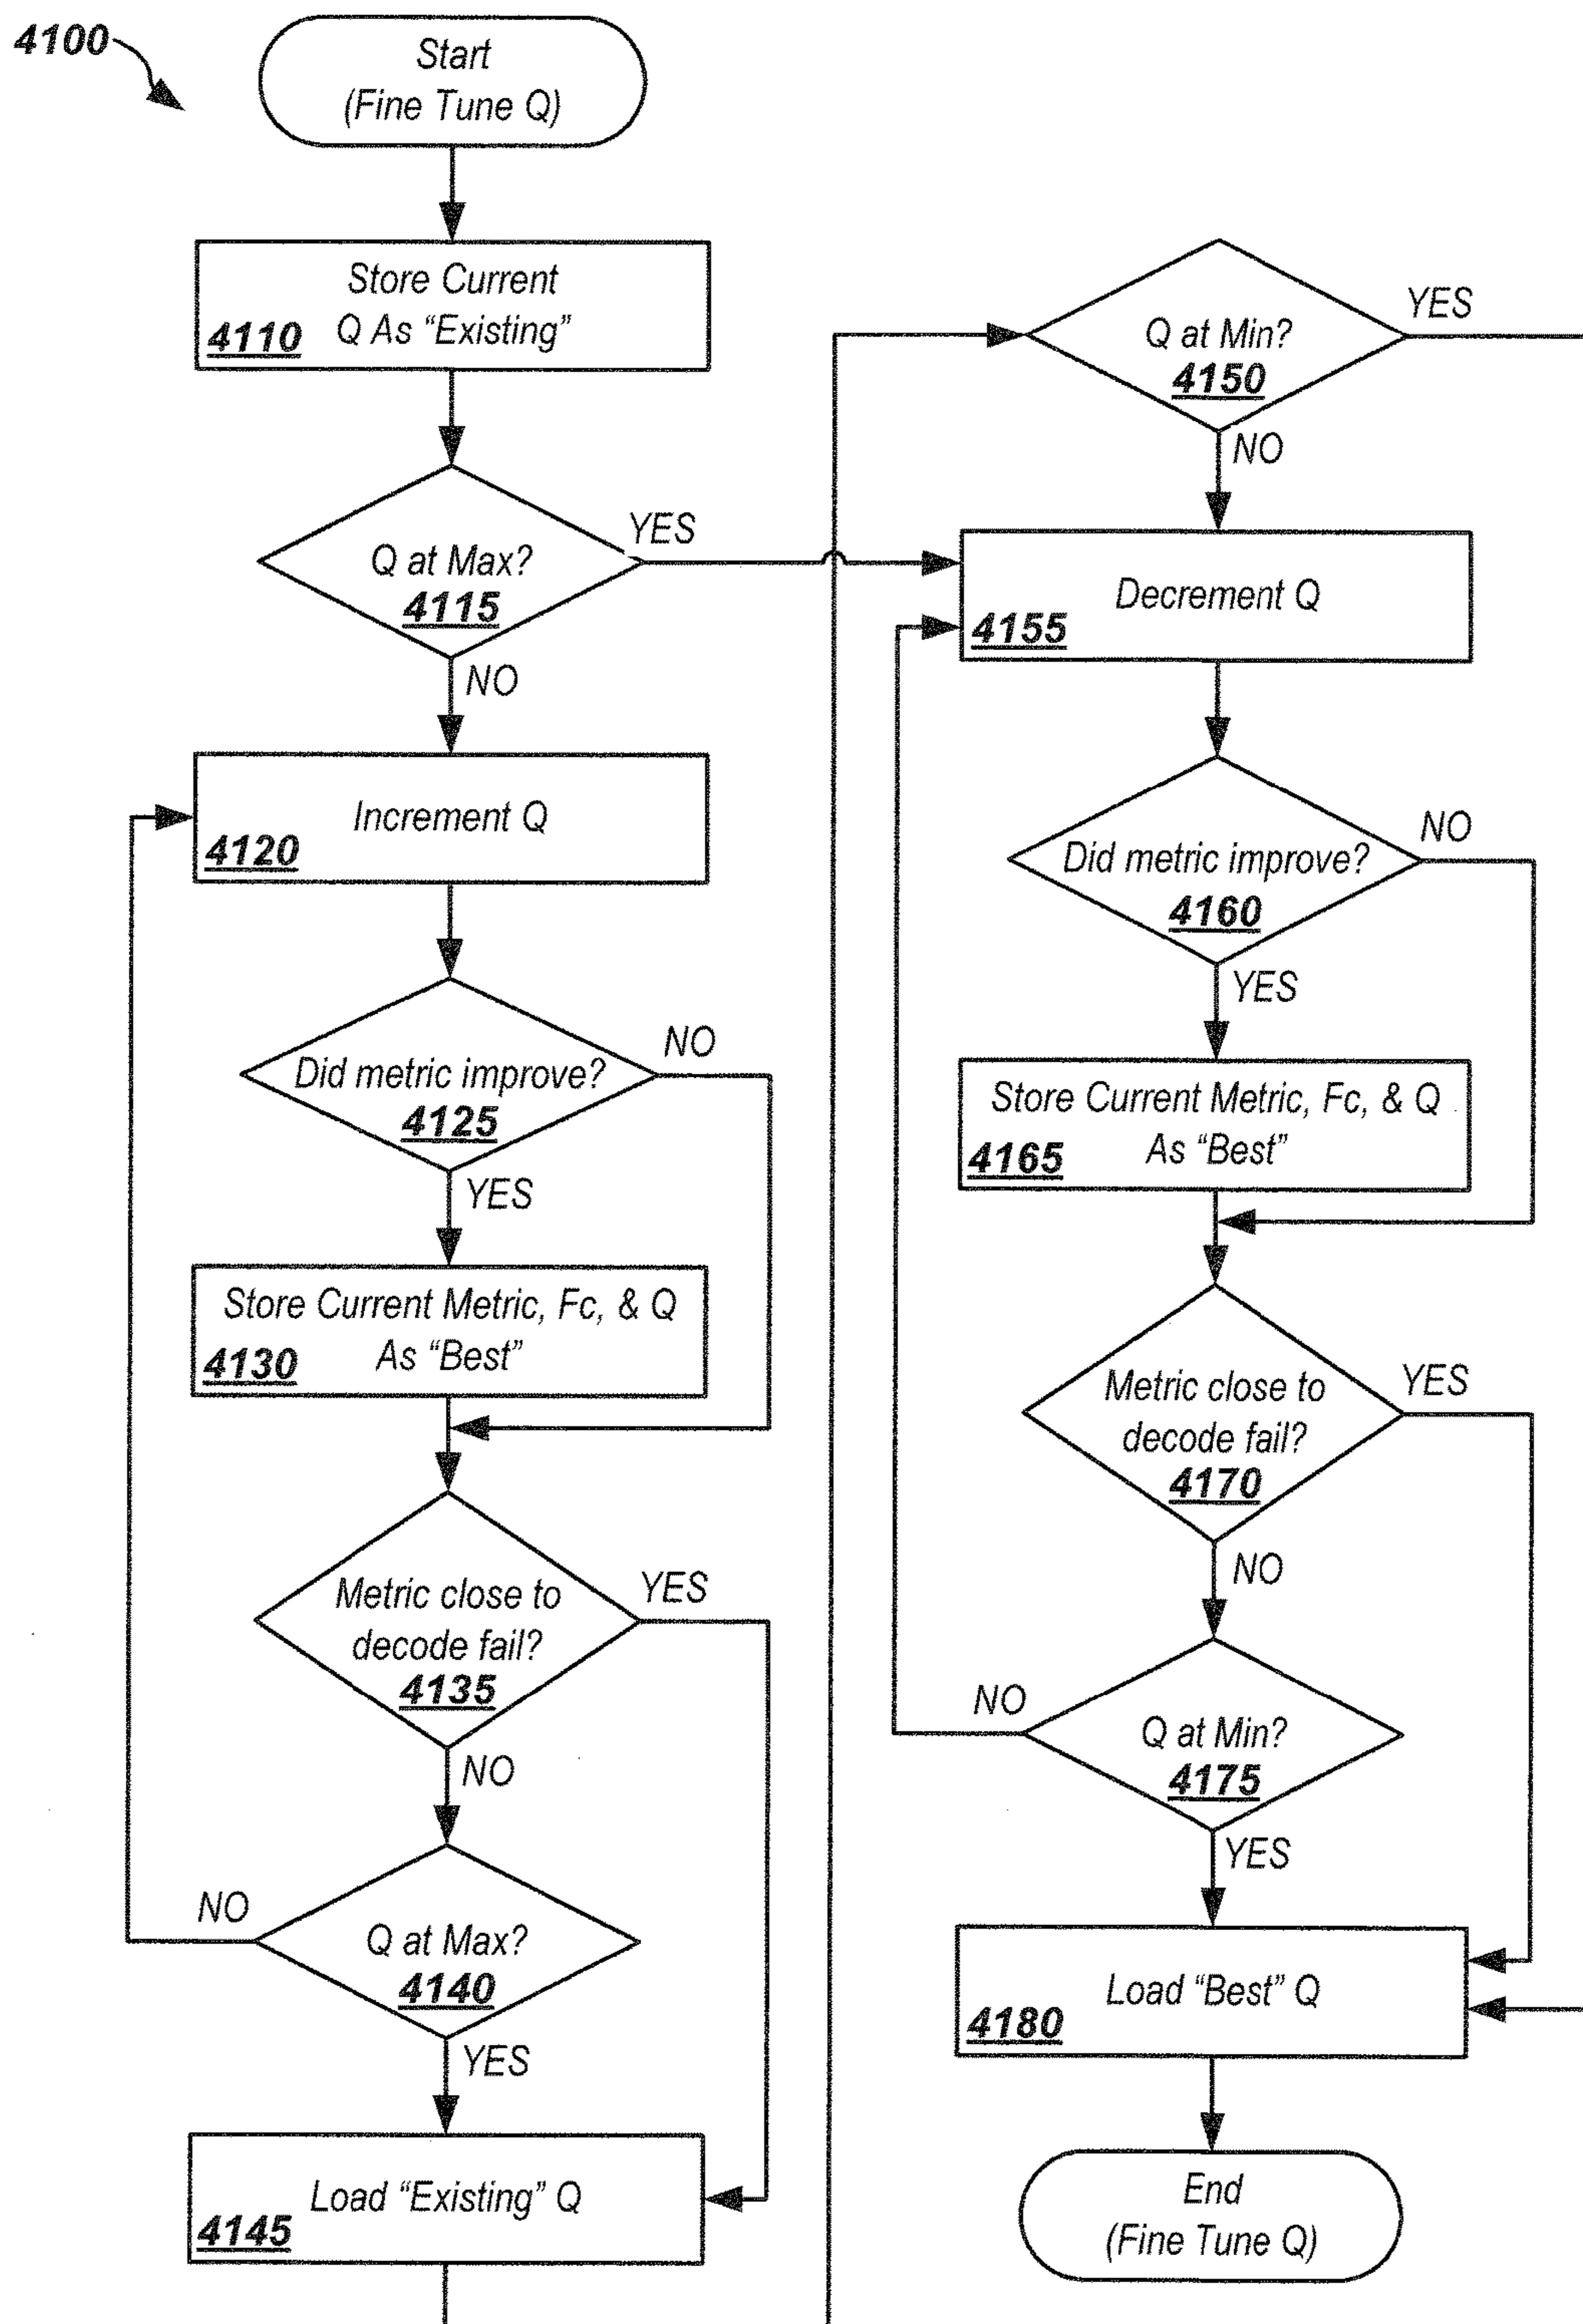 4100
Start
(Fine Tune Q)
Store Current
Q As “Existing”
4110
Q at Max?
4115
YES
NO
Increment Q
4120
Did metric improve?
4125
NO
YES
Store Current Metric, Fc, & Q
As “Best”
4130
Metric close to
decode fail?
4135
YES
NO
Q at Max?
4140
NO
YES
Load “Existing” Q
4145
Q at Min?
4150
YES
NO
Decrement Q
4155
Did metric improve?
4160
NO
YES
Store Current Metric, Fc, & Q
As “Best”
4165
Metric close to
decode fail?
4170
YES
NO
Q at Min?
4175
NO
YES
Load “Best” Q
4180
End
(Fine Tune Q)